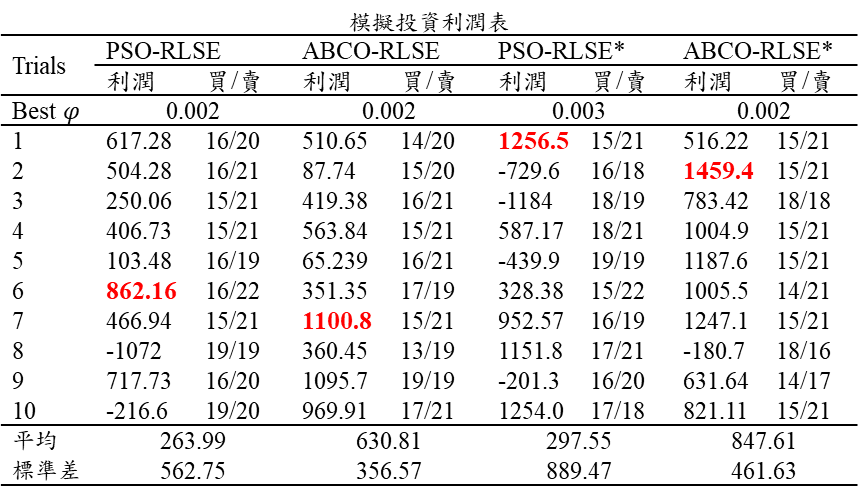 模擬投資利潤表
Trials PSO-RLSE ABCO-RLSE PSO-RLSE* ABCO-RLSE*
利潤 買/賣 利潤 買/賣 利潤 買/賣 利潤 買/賣
Best φ 0.002 0.002 0.003 0.002
1 617.28 16/20 510.65 14/20 1256.5 15/21 516.22 15/21
2 504.28 16/21 87.74 15/20 -729.6 16/18 1459.4 15/21
3 250.06 15/21 419.38 16/21 -1184 18/19 783.42 18/18
4 406.73 15/21 563.84 15/21 587.17 18/21 1004.9 15/21
5 103.48 16/19 65.239 16/21 -439.9 19/19 1187.6 15/21
6 862.16 16/22 351.35 17/19 328.38 15/22 1005.5 14/21
7 466.94 15/21 1100.8 15/21 952.57 16/19 1247.1 15/21
8 -1072 19/19 360.45 13/19 1151.8 17/21 -180.7 18/16
9 717.73 16/20 1095.7 19/19 -201.3 16/20 631.64 14/17
10 -216.6 19/20 969.91 17/21 1254.0 17/18 821.11 15/21
平均 263.99 630.81 297.55 847.61
標準差 562.75 356.57 889.47 461.63